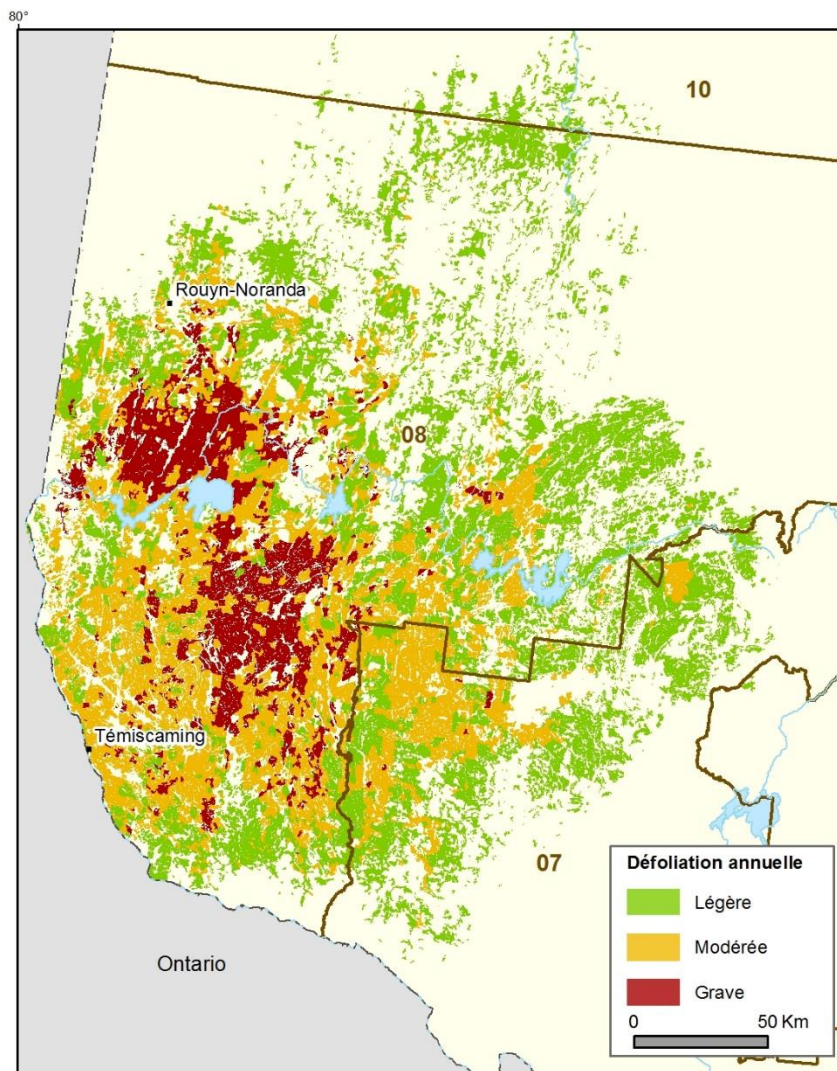 80°
10
Rouyn-Noranda
08
Témiscaming
07
Ontario
Défoliation annuelle
Légère
Modérée
Grave
0 50 Km